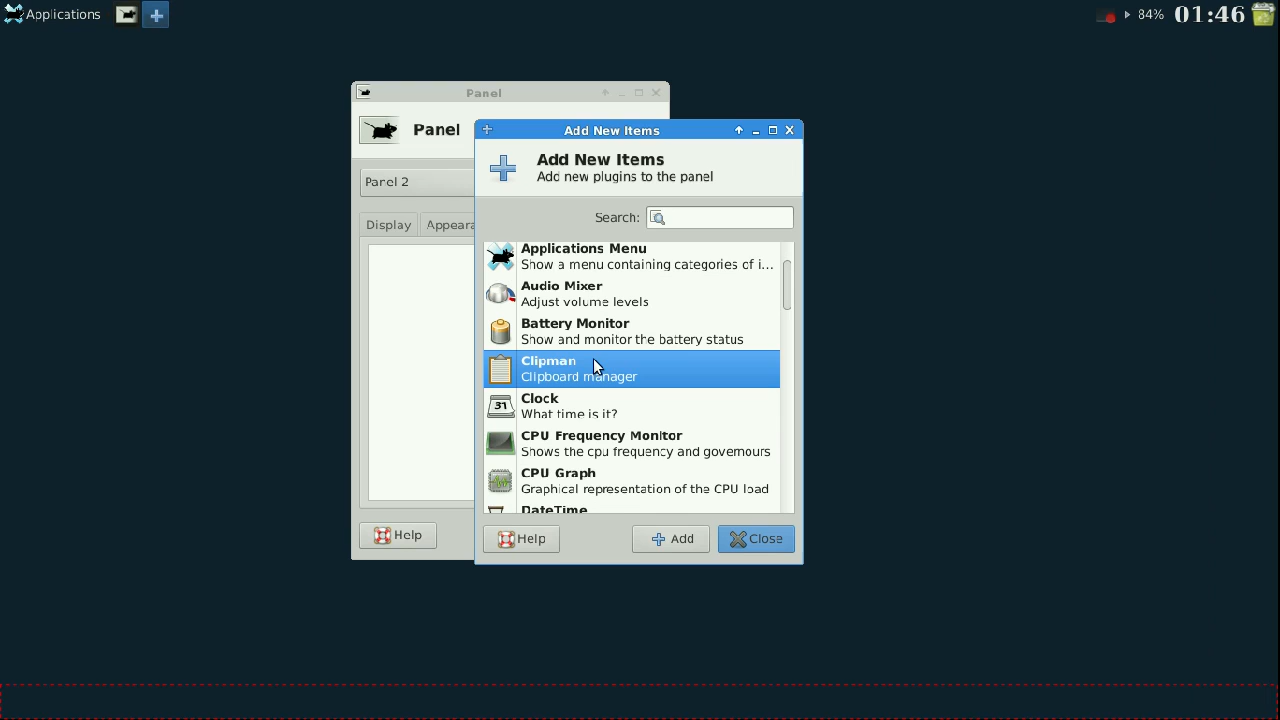 Applications
84%
01:46
Panel
Panel
Panel 2
Display
Appeara
Help
Add New Items
Add New Items
Add new plugins to the panel
Search:
Applications Menu
Show a menu containing categories of i...
Audio Mixer
Adjust volume levels
Battery Monitor
Show and monitor the battery status
Clipman
Clipboard manager
31
Clock
What time is it?
CPU Frequency Monitor
Shows the cpu frequency and governours
CPU Graph
Graphical representation of the CPU load
DateTime
Help
Add
Close